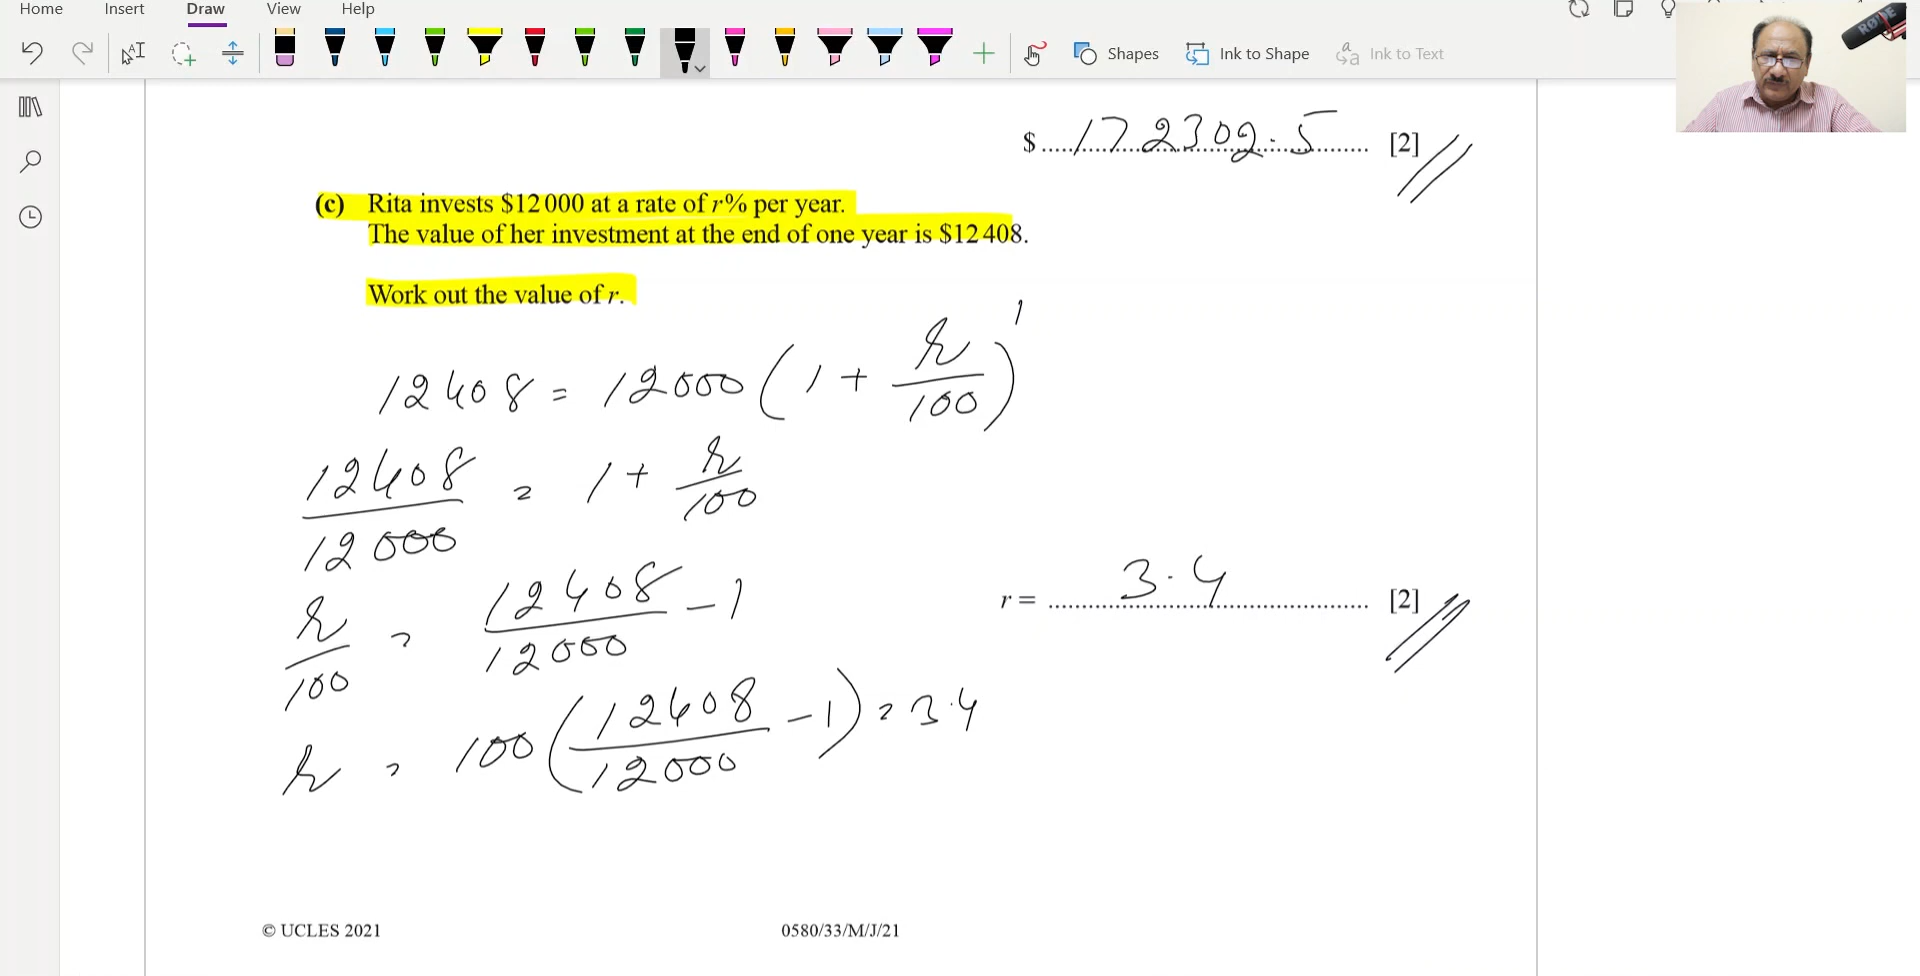 Home Insert Draw View Help
Shapes Ink to Shape Ink to Text
RØDE
$ 172302.5 [2]
(c) Rita invests $12 000 at a rate of r% per year.
The value of her investment at the end of one year is $12 408.
Work out the value of r.
12408 = 12000 (1 + r/100)^1
12408/12000 = 1 + r/100
r/100 = 12408/12000 - 1
r = 3.4 [2]
r = 100 (12408/12000 - 1) = 3.4
© UCLES 2021 0580/33/M/J/21